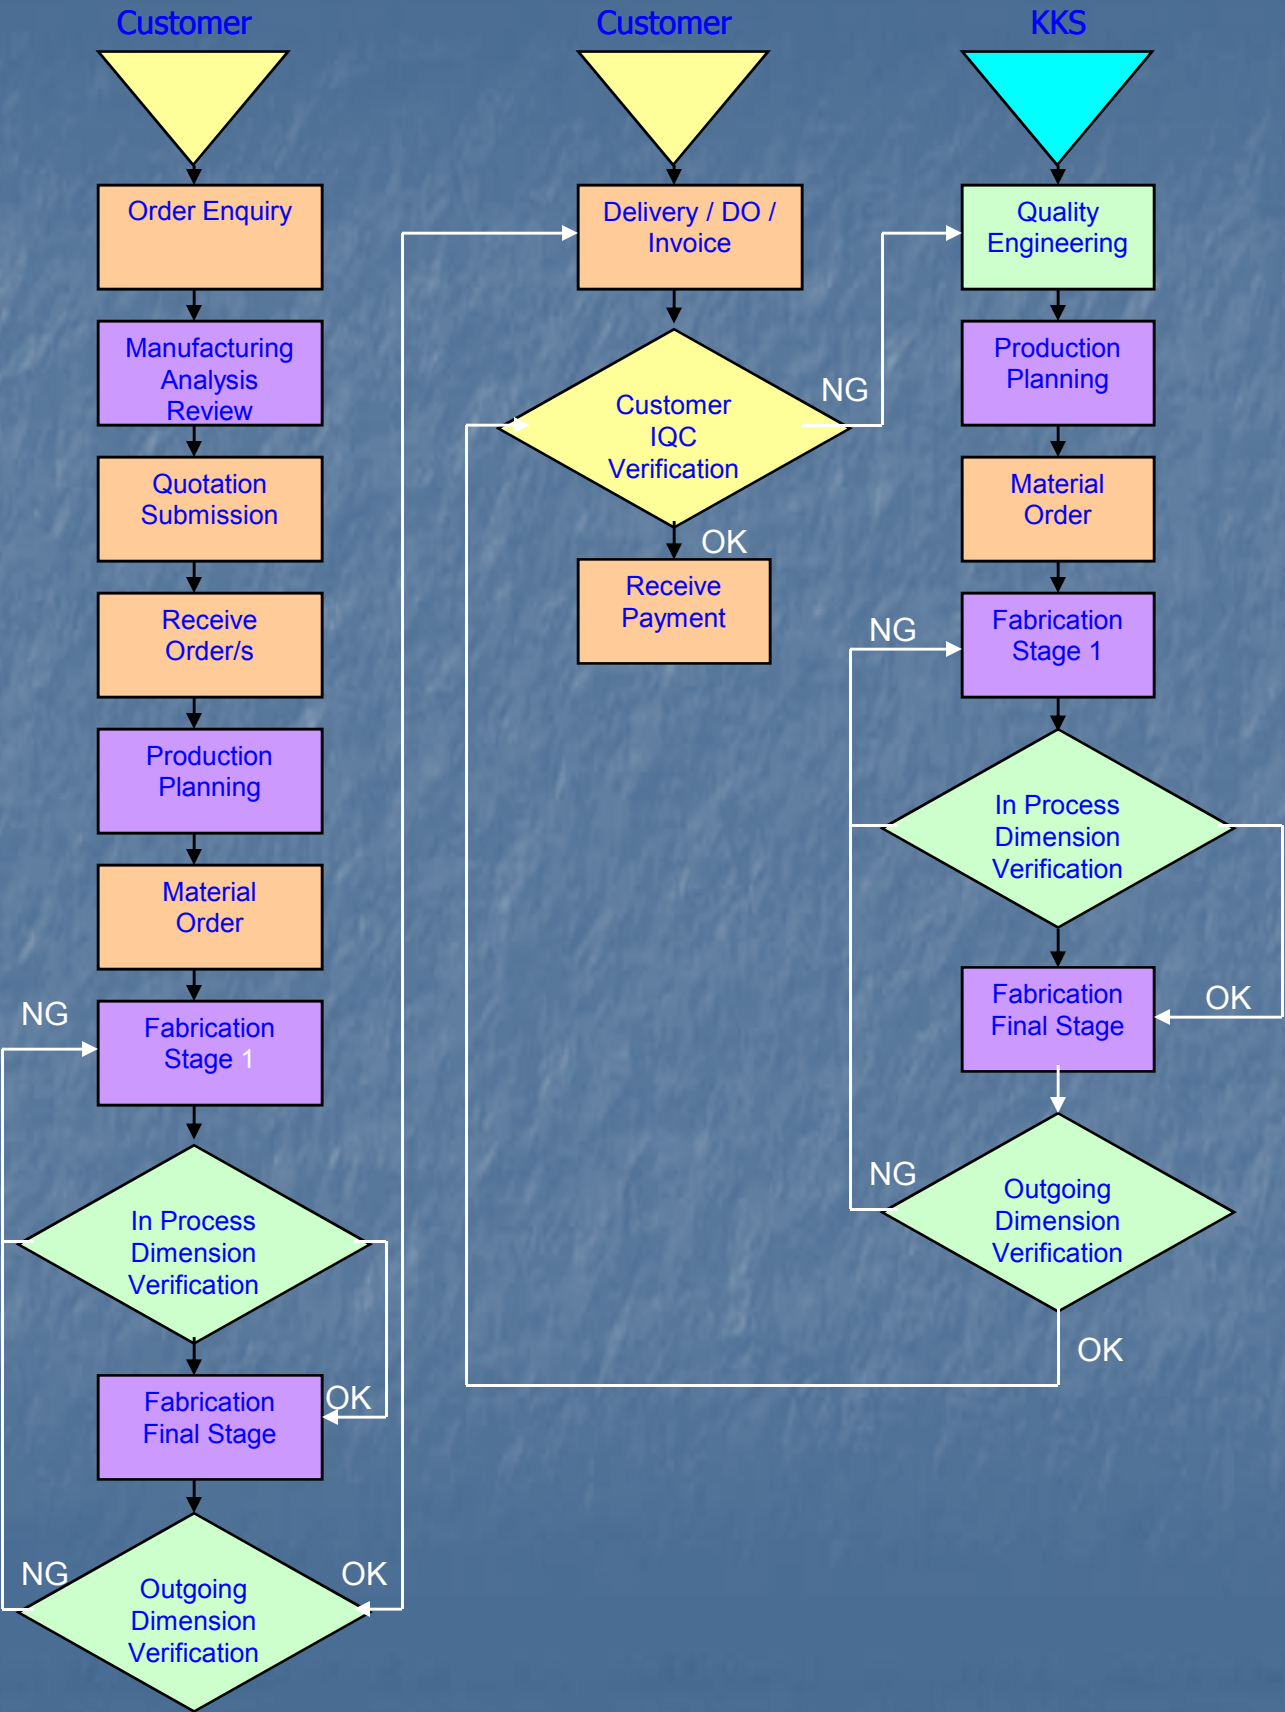 Customer
Order Enquiry
Manufacturing
Analysis
Review
Quotation
Submission
Receive
Order/s
Production
Planning
Material
Order
NG
Fabrication
Stage 1
In Process
Dimension
Verification
OK
Fabrication
Final Stage
NG
OK
Outgoing
Dimension
Verification
Customer
Delivery / DO /
Invoice
NG
Customer
IQC
Verification
OK
Receive
Payment
KKS
Quality
Engineering
Production
Planning
Material
Order
NG
Fabrication
Stage 1
In Process
Dimension
Verification
OK
Fabrication
Final Stage
NG
Outgoing
Dimension
Verification
OK